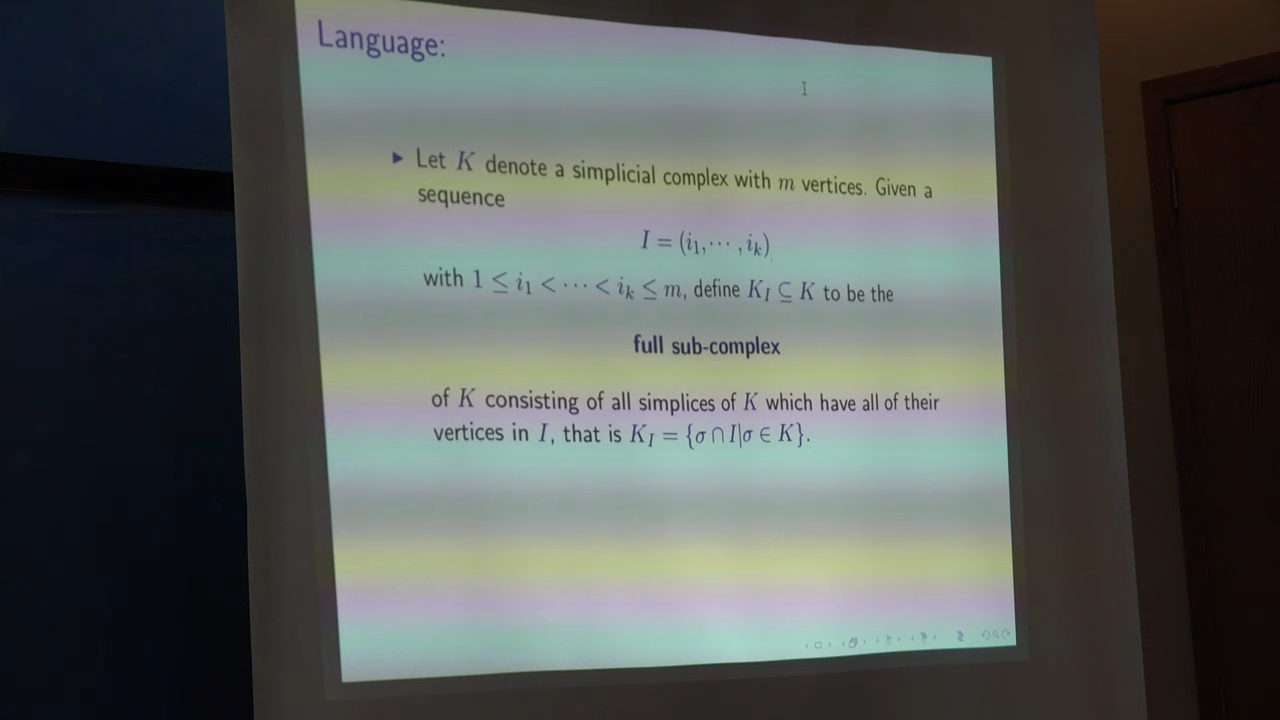 Language:
▶ Let K denote a simplicial complex with m vertices. Given a
sequence
I = (i₁, ⋯ , iₖ)
with 1 ≤ i₁ < ⋯ < iₖ ≤ m, define K_I ⊆ K to be the
full sub-complex
of K consisting of all simplices of K which have all of their
vertices in I, that is K_I = {σ ∩ I|σ ∈ K}.